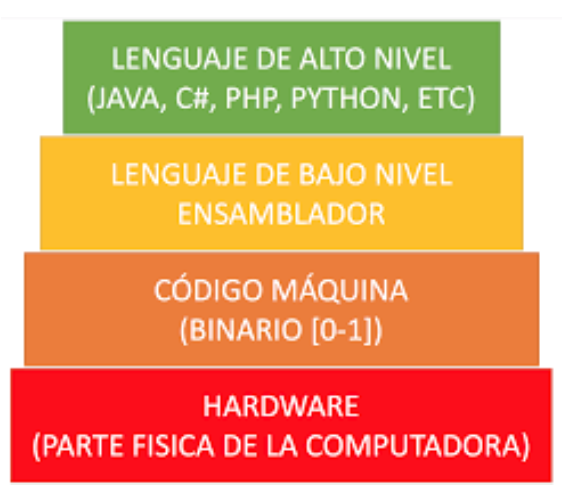 LENGUAJE DE ALTO NIVEL
(JAVA, C#, PHP, PYTHON, ETC)
LENGUAJE DE BAJO NIVEL
ENSAMBLADOR
CÓDIGO MÁQUINA
(BINARIO [0-1])
HARDWARE
(PARTE FISICA DE LA COMPUTADORA)